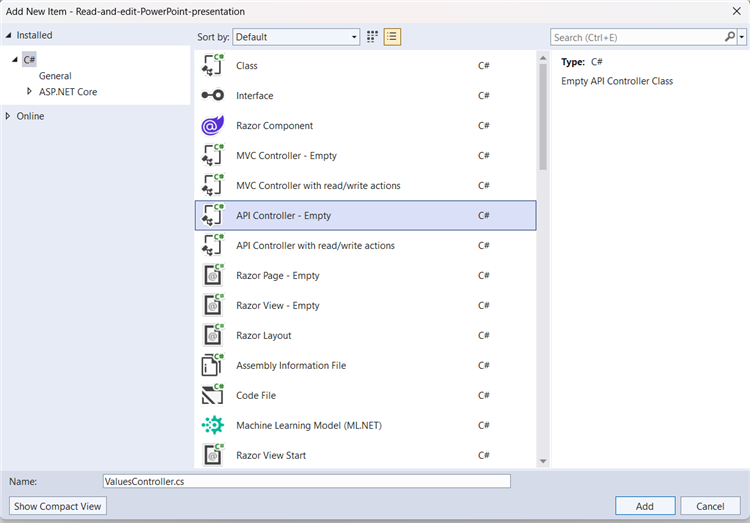 Add New Item - Read-and-edit-PowerPoint-presentation
Installed
C#
General
ASP.NET Core
Online
Sort by: Default
Class C#
Interface C#
Razor Component C#
MVC Controller - Empty C#
MVC Controller with read/write actions C#
API Controller - Empty C#
API Controller with read/write actions C#
Razor Page - Empty C#
Razor View - Empty C#
Razor Layout C#
Assembly Information File C#
Code File C#
Machine Learning Model (ML.NET) C#
Razor View Start C#
Search (Ctrl+E)
Type: C#
Empty API Controller Class
Name: ValuesController.cs
Show Compact View Add Cancel